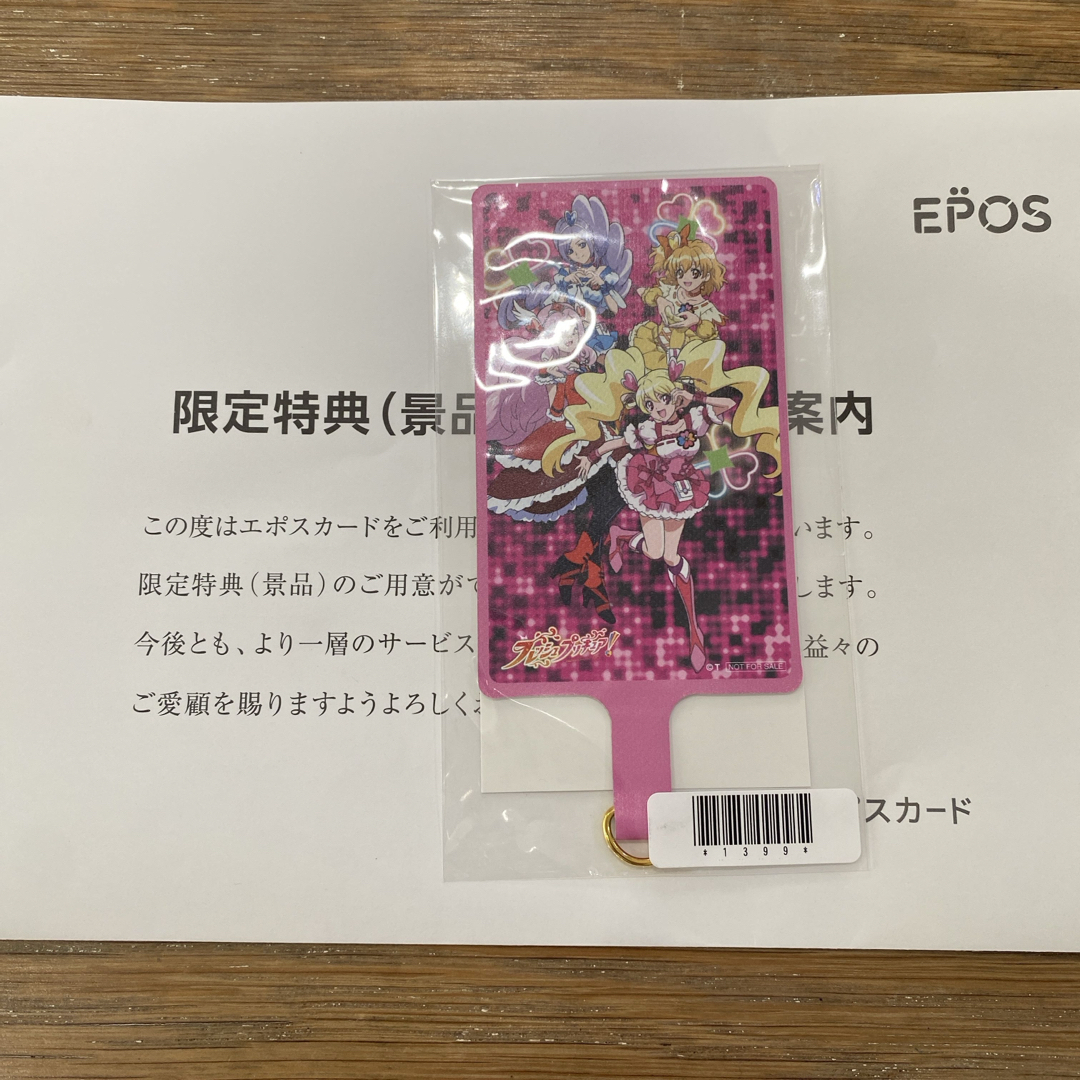 EPOS
限定特典(景品 案内
この度はエポスカードをご利用 います。
限定特典(景品)のご用意がで します。
今後とも、より一層のサービス 益々の
ご愛顧を賜りますようよろしくお
スカード
フレッシュプリキュア!
©T NOT FOR SALE
*1399*